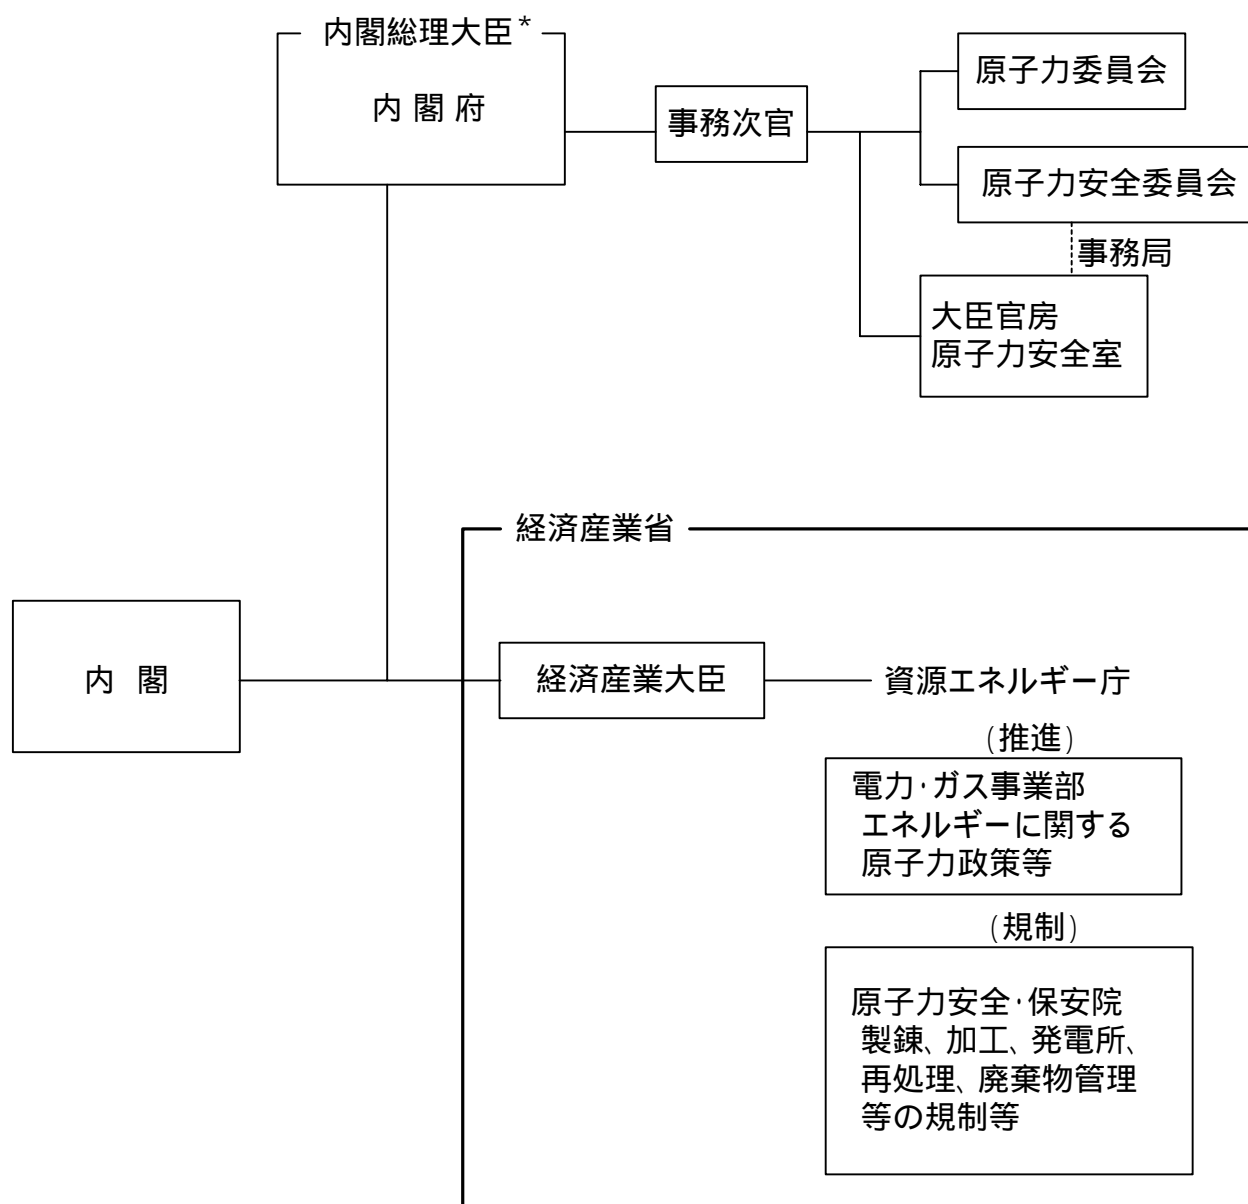 内閣総理大臣*
内閣府
事務次官
原子力委員会
原子力安全委員会
事務局
大臣官房
原子力安全室
経済産業省
内閣
経済産業大臣
資源エネルギー庁
(推進)
電力・ガス事業部
エネルギーに関する
原子力政策等
(規制)
原子力安全・保安院
製錬、加工、発電所、
再処理、廃棄物管理
等の規制等